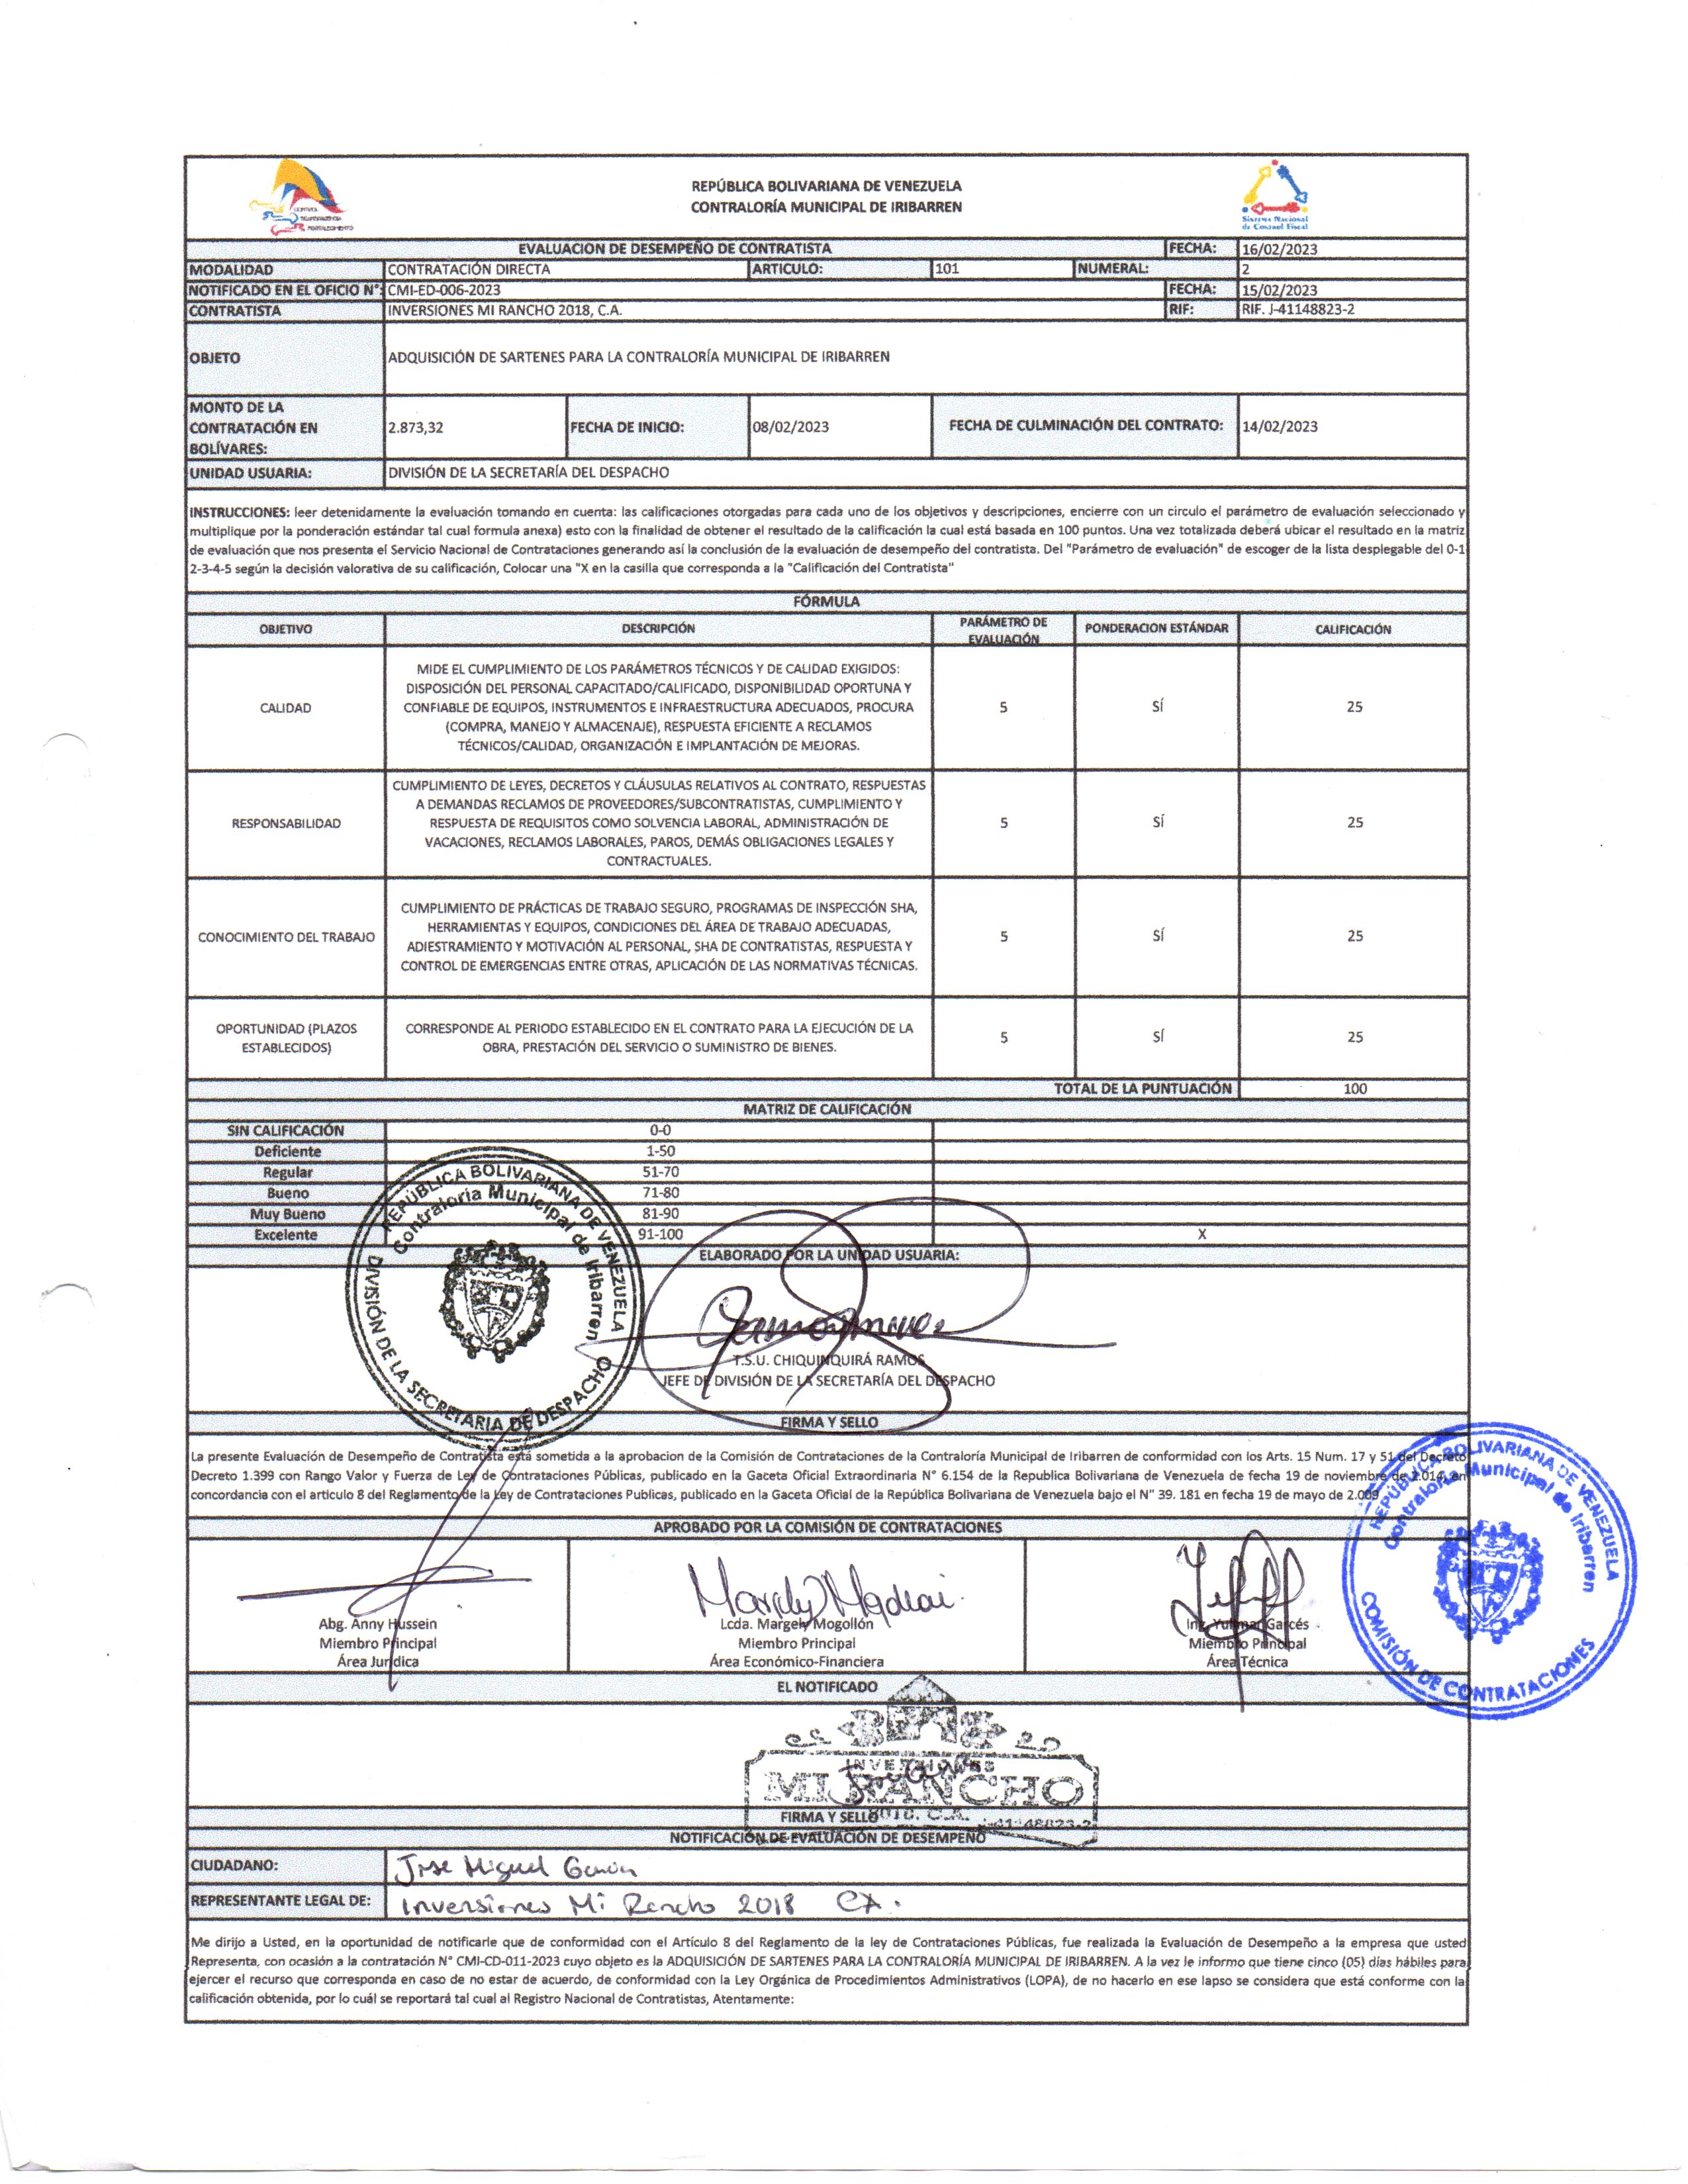 CONTROL
TRANSPARENCIA
FORTALECIMIENTO
REPÚBLICA BOLIVARIANA DE VENEZUELA
CONTRALORÍA MUNICIPAL DE IRIBARREN
Sistema Nacional
de Control Fiscal
EVALUACION DE DESEMPEÑO DE CONTRATISTA FECHA: 16/02/2023
MODALIDAD CONTRATACIÓN DIRECTA ARTICULO: 101 NUMERAL: 2
NOTIFICADO EN EL OFICIO N°: CMI-ED-006-2023 FECHA: 15/02/2023
CONTRATISTA INVERSIONES MI RANCHO 2018, C.A. RIF: RIF. J-41148823-2
OBJETO ADQUISICIÓN DE SARTENES PARA LA CONTRALORÍA MUNICIPAL DE IRIBARREN
MONTO DE LA
CONTRATACIÓN EN
BOLÍVARES:
2.873,32 FECHA DE INICIO: 08/02/2023 FECHA DE CULMINACIÓN DEL CONTRATO: 14/02/2023
UNIDAD USUARIA: DIVISIÓN DE LA SECRETARÍA DEL DESPACHO
INSTRUCCIONES: leer detenidamente la evaluación tomando en cuenta: las calificaciones otorgadas para cada uno de los objetivos y descripciones, encierre con un circulo el parámetro de evaluación seleccionado y
multiplique por la ponderación estándar tal cual formula anexa) esto con la finalidad de obtener el resultado de la calificación la cual está basada en 100 puntos. Una vez totalizada deberá ubicar el resultado en la matriz
de evaluación que nos presenta el Servicio Nacional de Contrataciones generando así la conclusión de la evaluación de desempeño del contratista. Del "Parámetro de evaluación" de escoger de la lista desplegable del 0-1
2-3-4-5 según la decisión valorativa de su calificación, Colocar una "X en la casilla que corresponda a la "Calificación del Contratista"
FÓRMULA
OBJETIVO DESCRIPCIÓN PARÁMETRO DE EVALUACIÓN PONDERACION ESTÁNDAR CALIFICACIÓN
MIDE EL CUMPLIMIENTO DE LOS PARÁMETROS TÉCNICOS Y DE CALIDAD EXIGIDOS:
DISPOSICIÓN DEL PERSONAL CAPACITADO/CALIFICADO, DISPONIBILIDAD OPORTUNA Y
CALIDAD CONFIABLE DE EQUIPOS, INSTRUMENTOS E INFRAESTRUCTURA ADECUADOS, PROCURA 5 SÍ 25
(COMPRA, MANEJO Y ALMACENAJE), RESPUESTA EFICIENTE A RECLAMOS
TÉCNICOS/CALIDAD, ORGANIZACIÓN E IMPLANTACIÓN DE MEJORAS.
CUMPLIMIENTO DE LEYES, DECRETOS Y CLÁUSULAS RELATIVOS AL CONTRATO, RESPUESTAS
A DEMANDAS RECLAMOS DE PROVEEDORES/SUBCONTRATISTAS, CUMPLIMIENTO Y
RESPONSABILIDAD RESPUESTA DE REQUISITOS COMO SOLVENCIA LABORAL, ADMINISTRACIÓN DE 5 SÍ 25
VACACIONES, RECLAMOS LABORALES, PAROS, DEMÁS OBLIGACIONES LEGALES Y
CONTRACTUALES.
CUMPLIMIENTO DE PRÁCTICAS DE TRABAJO SEGURO, PROGRAMAS DE INSPECCIÓN SHA,
HERRAMIENTAS Y EQUIPOS, CONDICIONES DEL ÁREA DE TRABAJO ADECUADAS,
CONOCIMIENTO DEL TRABAJO ADIESTRAMIENTO Y MOTIVACIÓN AL PERSONAL, SHA DE CONTRATISTAS, RESPUESTA Y 5 SÍ 25
CONTROL DE EMERGENCIAS ENTRE OTRAS, APLICACIÓN DE LAS NORMATIVAS TÉCNICAS.
OPORTUNIDAD (PLAZOS
ESTABLECIDOS)
CORRESPONDE AL PERIODO ESTABLECIDO EN EL CONTRATO PARA LA EJECUCIÓN DE LA
OBRA, PRESTACIÓN DEL SERVICIO O SUMINISTRO DE BIENES.
5 SÍ 25
TOTAL DE LA PUNTUACIÓN 100
MATRIZ DE CALIFICACIÓN
SIN CALIFICACIÓN 0-0
Deficiente 1-50
Regular 51-70
Bueno 71-80
Muy Bueno 81-90
Excelente 91-100 X
ELABORADO POR LA UNIDAD USUARIA:
REPÚBLICA BOLIVARIANA DE VENEZUELA
Contraloria Municipal de Iribarren
DIVISIÓN DE LA SECRETARIA DE DESPACHO
T.S.U. CHIQUINQUIRÁ RAMOS
JEFE DE DIVISIÓN DE LA SECRETARÍA DEL DESPACHO
FIRMA Y SELLO
La presente Evaluación de Desempeño de Contratista está sometida a la aprobacion de la Comisión de Contrataciones de la Contraloría Municipal de Iribarren de conformidad con los Arts. 15 Num. 17 y 51 del Decreto
Decreto 1.399 con Rango Valor y Fuerza de Ley de Contrataciones Públicas, publicado en la Gaceta Oficial Extraordinaria N° 6.154 de la Republica Bolivariana de Venezuela de fecha 19 de noviembre de 2.014, en
concordancia con el articulo 8 del Reglamento de la Ley de Contrataciones Publicas, publicado en la Gaceta Oficial de la República Bolivariana de Venezuela bajo el N° 39. 181 en fecha 19 de mayo de 2.009
REPÚBLICA BOLIVARIANA DE VENEZUELA
Contraloria Municipal de Iribarren
COMISIÓN DE CONTRATACIONES
APROBADO POR LA COMISIÓN DE CONTRATACIONES
Abg. Anny Hussein Lcda. Margely Mogollón Ing. Yulimar Garcés
Miembro Principal Miembro Principal Miembro Principal
Área Juridica Área Económico-Financiera Área Técnica
EL NOTIFICADO
INVERSIONES
MI RANCHO
2018, C.A. J-41148823-2
FIRMA Y SELLO
NOTIFICACIÓN DE EVALUACIÓN DE DESEMPEÑO
CIUDADANO: Jose Miguel
REPRESENTANTE LEGAL DE: Inversiones Mi Rancho 2018 CA.
Me dirijo a Usted, en la oportunidad de notificarle que de conformidad con el Artículo 8 del Reglamento de la ley de Contrataciones Públicas, fue realizada la Evaluación de Desempeño a la empresa que usted
Representa, con ocasión a la contratación N° CMI-CD-011-2023 cuyo objeto es la ADQUISICIÓN DE SARTENES PARA LA CONTRALORÍA MUNICIPAL DE IRIBARREN. A la vez le informo que tiene cinco (05) días hábiles para
ejercer el recurso que corresponda en caso de no estar de acuerdo, de conformidad con la Ley Orgánica de Procedimientos Administrativos (LOPA), de no hacerlo en ese lapso se considera que está conforme con la
calificación obtenida, por lo cuál se reportará tal cual al Registro Nacional de Contratistas, Atentamente: